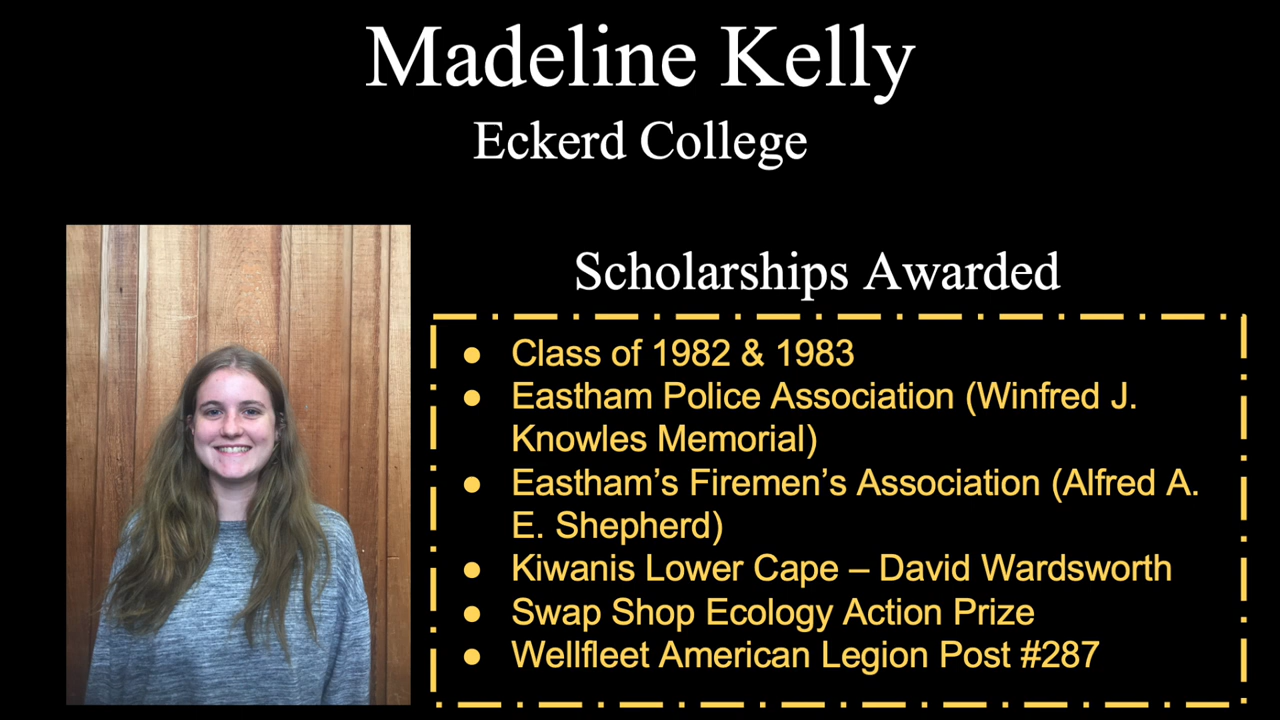 Madeline Kelly
Eckerd College
Scholarships Awarded
● Class of 1982 & 1983
● Eastham Police Association (Winfred J.
Knowles Memorial)
● Eastham’s Firemen’s Association (Alfred A.
E. Shepherd)
● Kiwanis Lower Cape – David Wardsworth
● Swap Shop Ecology Action Prize
● Wellfleet American Legion Post #287